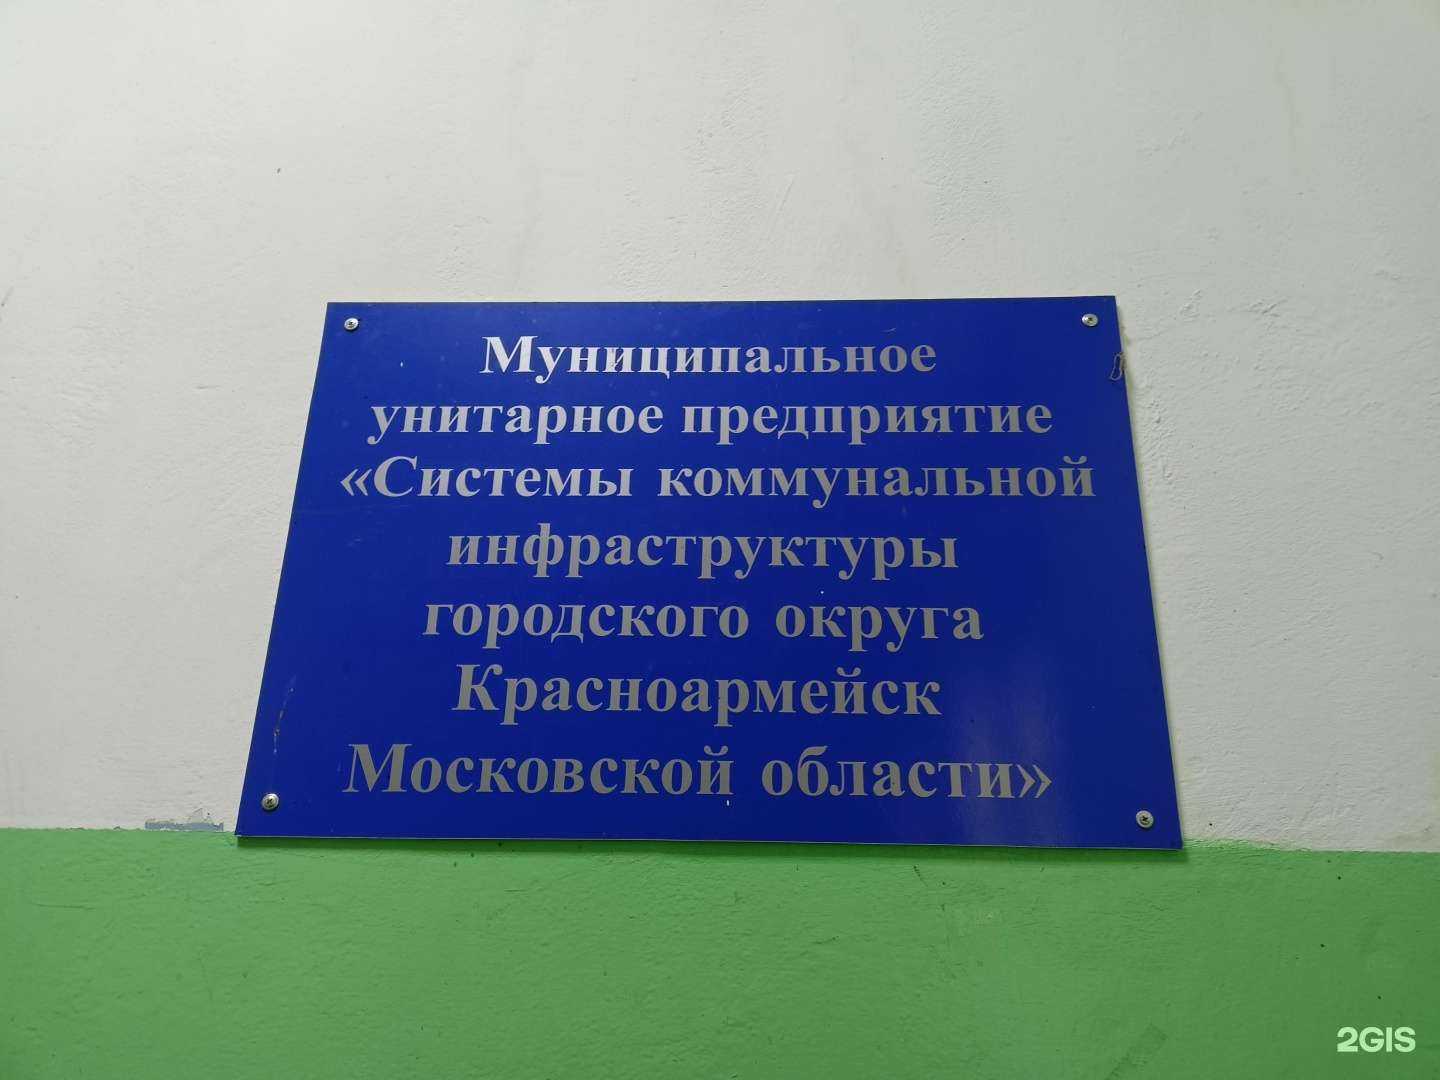 Муниципальное
унитарное предприятие
«Системы коммунальной
инфраструктуры
городского округа
Красноармейск
Московской области»
2GIS